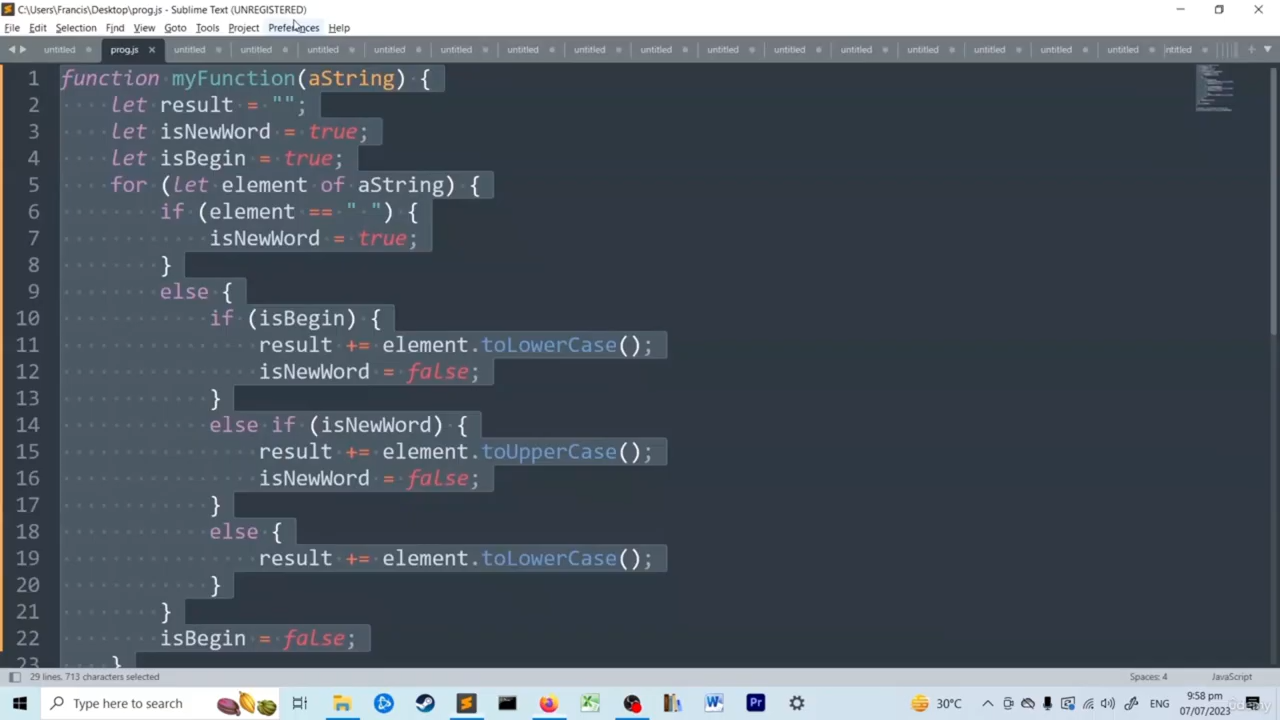 C:\Users\Francis\Desktop\prog.js - Sublime Text (UNREGISTERED)
File Edit Selection Find View Goto Tools Project Preferences Help
untitled prog.js untitled untitled untitled untitled untitled untitled untitled untitled untitled untitled untitled untitled untitled untitled untitled
1 function myFunction(aString) {
2 let result = "";
3 let isNewWord = true;
4 let isBegin = true;
5 for (let element of aString) {
6 if (element == " ") {
7 isNewWord = true;
8 }
9 else {
10 if (isBegin) {
11 result += element.toLowerCase();
12 isNewWord = false;
13 }
14 else if (isNewWord) {
15 result += element.toUpperCase();
16 isNewWord = false;
17 }
18 else {
19 result += element.toLowerCase();
20 }
21 }
22 isBegin = false;
23 }
29 lines, 713 characters selected Spaces: 4 JavaScript
Type here to search 30°C ENG 9:58 pm
07/07/2023